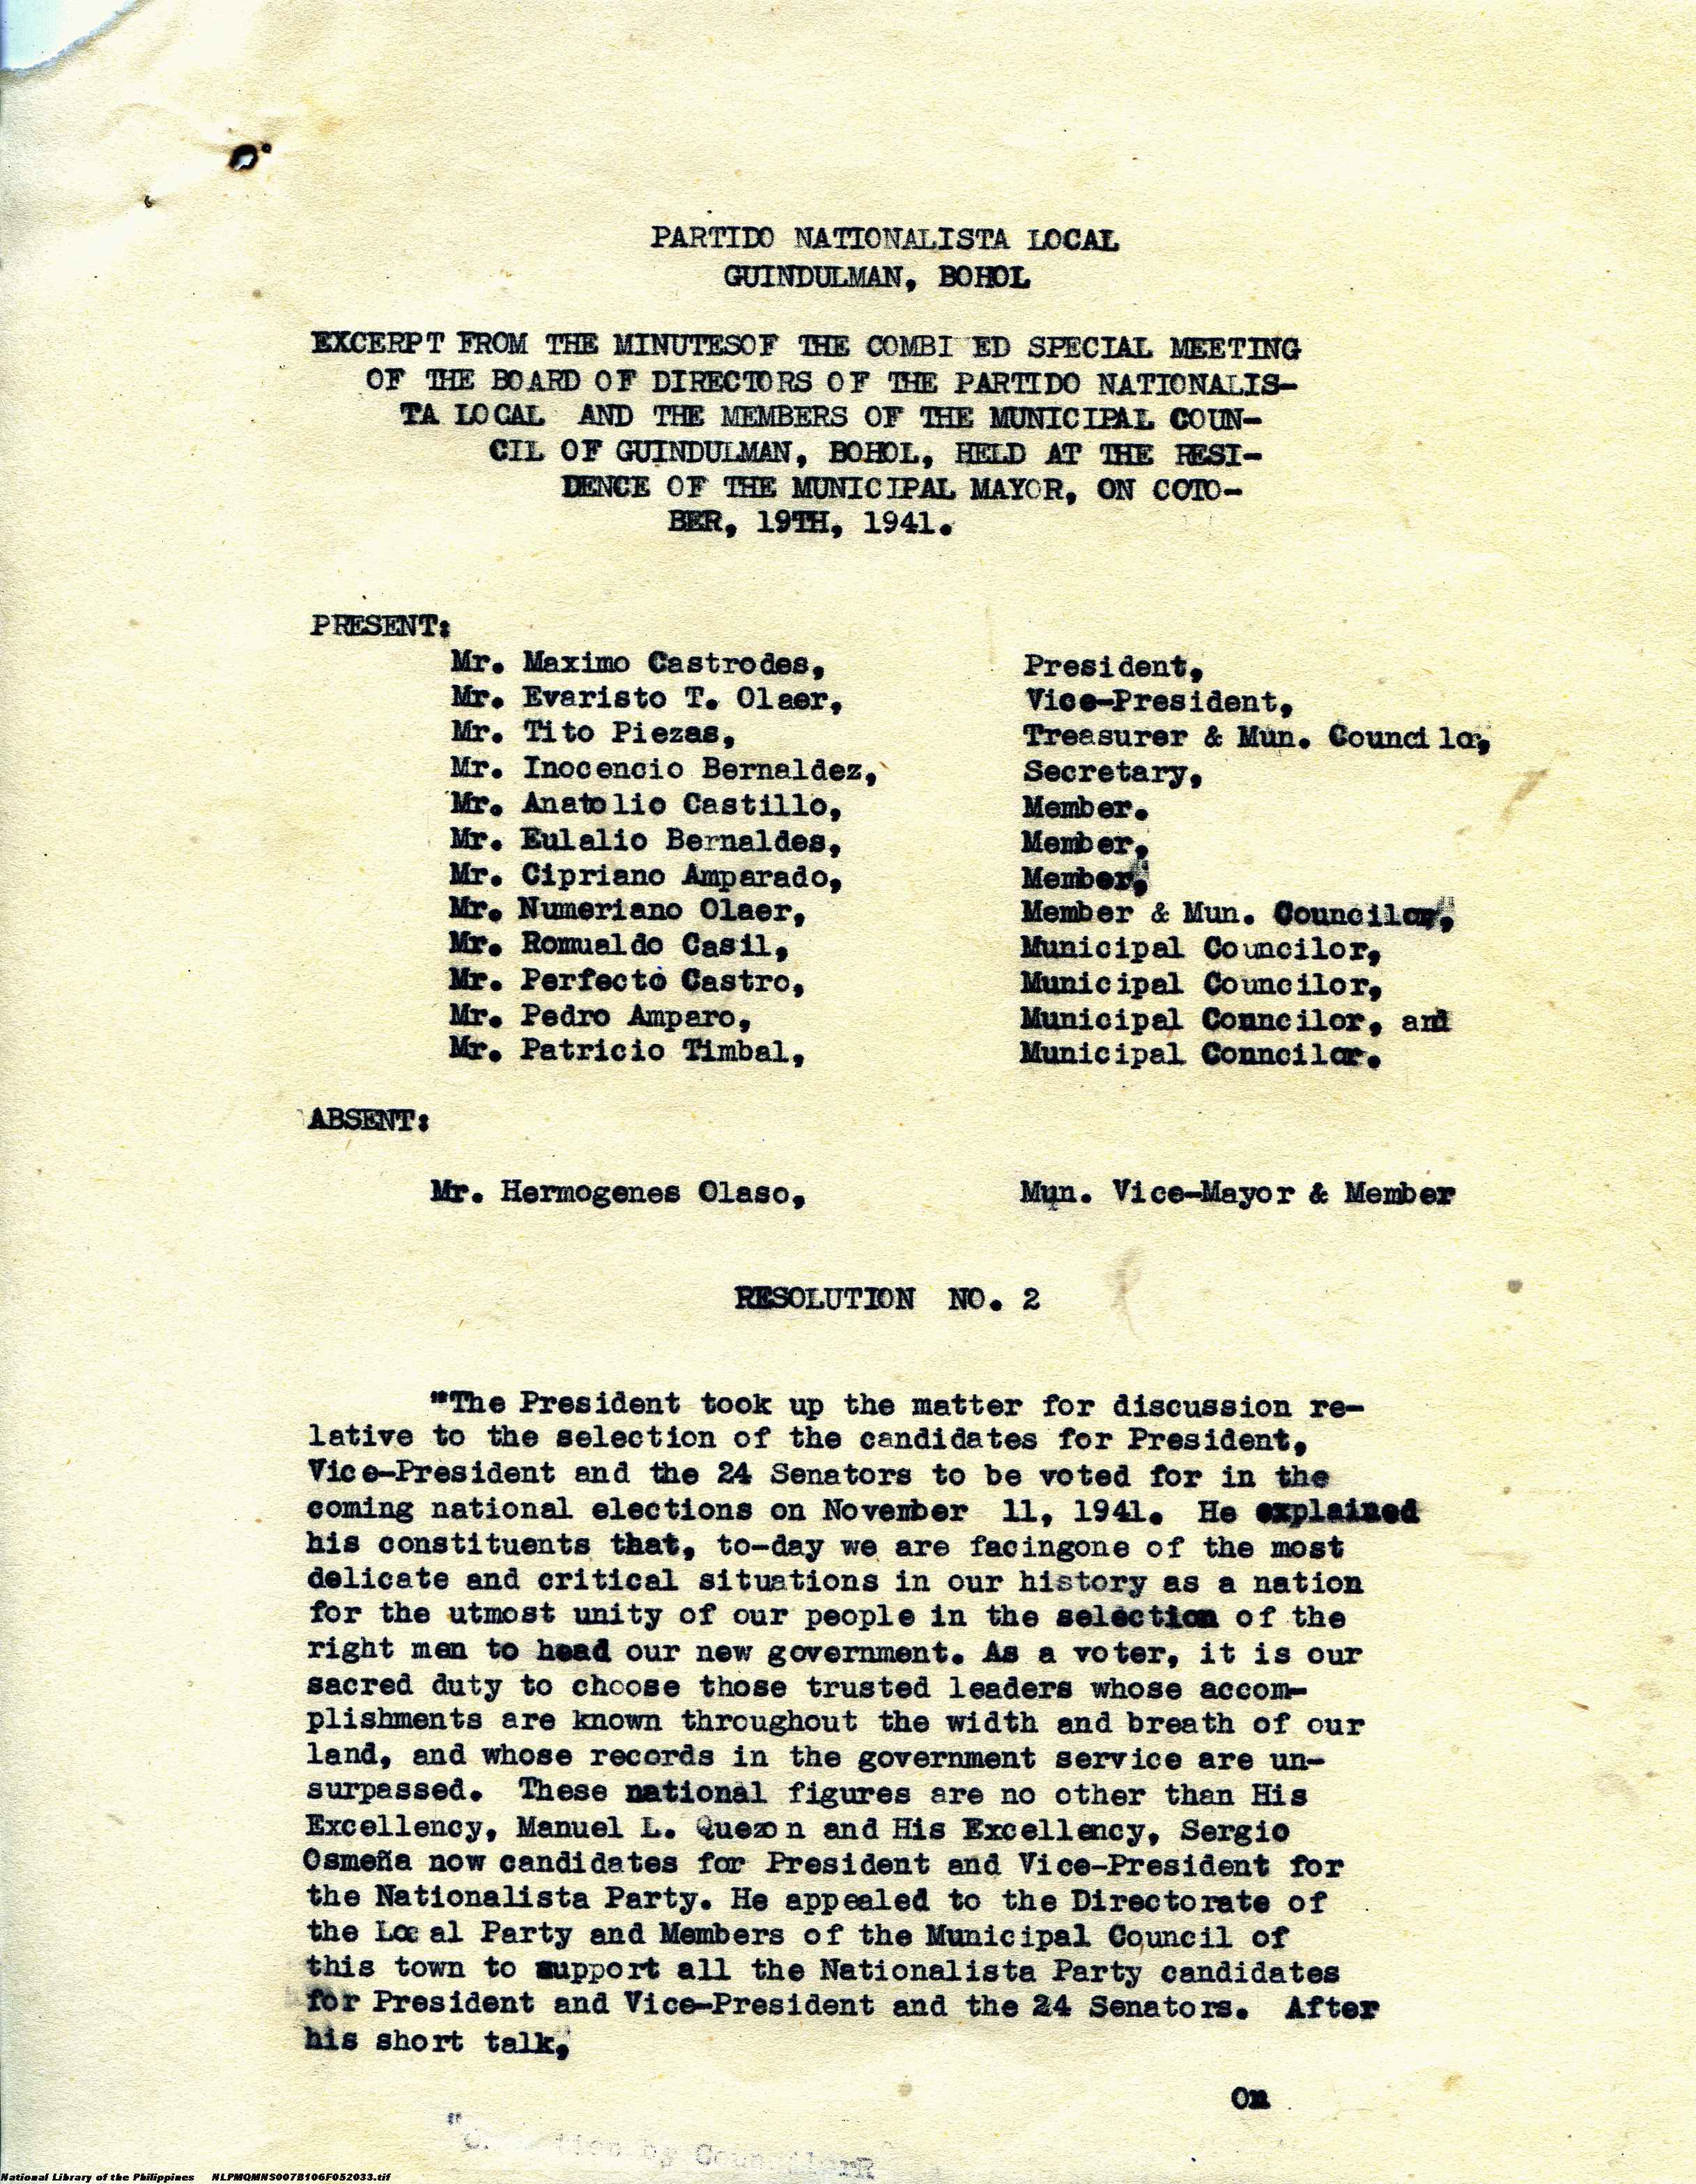 PARTIDO NATIONALISTA LOCAL
GUINDULMAN, BOHOL
EXCERPT FROM THE MINUTESOF THE COMBI ED SPECIAL MEETING
OF THE BOARD OF DIRECTORS OF THE PARTIDO NATIONALIS-
TA LOCAL AND THE MEMBERS OF THE MUNICIPAL COUN-
CIL OF GUINDULMAN, BOHOL, HELD AT THE RESI-
DENCE OF THE MUNICIPAL MAYOR, ON COTO-
BER, 19TH, 1941.
PRESENT:
Mr. Maximo Castrodes, President,
Mr. Evaristo T. Olaer, Vice-President,
Mr. Tito Piezas, Treasurer & Mun. Councilor,
Mr. Inocencio Bernaldez, Secretary,
Mr. Anatolio Castillo, Member.
Mr. Eulalio Bernaldes, Member,
Mr. Cipriano Amparado, Member,
Mr. Numeriano Olaer, Member & Mun. Councilor,
Mr. Romualdo Casil, Municipal Councilor,
Mr. Perfecto Castro, Municipal Councilor,
Mr. Pedro Amparo, Municipal Conncilor, and
Mr. Patricio Timbal, Municipal Conncilor.
ABSENT:
Mr. Hermogenes Olaso, Mun. Vice-Mayor & Member
RESOLUTION NO. 2
"The President took up the matter for discussion re-
lative to the selection of the candidates for President,
Vice-President and the 24 Senators to be voted for in the
coming national elections on November 11, 1941. He explained
his constituents that, to-day we are facingone of the most
delicate and critical situations in our history as a nation
for the utmost unity of our people in the selection of the
right men to head our new government. As a voter, it is our
sacred duty to choose those trusted leaders whose accom-
plishments are known throughout the width and breath of our
land, and whose records in the government service are un-
surpassed. These national figures are no other than His
Excellency, Manuel L. Quezon and His Excellency, Sergio
Osmeña now candidates for President and Vice-President for
the Nationalista Party. He appealed to the Directorate of
the Local Party and Members of the Municipal Council of
this town to support all the Nationalista Party candidates
for President and Vice-President and the 24 Senators. After
his short talk,
On
National Library of the Philippines NLPMQMNS007B106F052033.tif